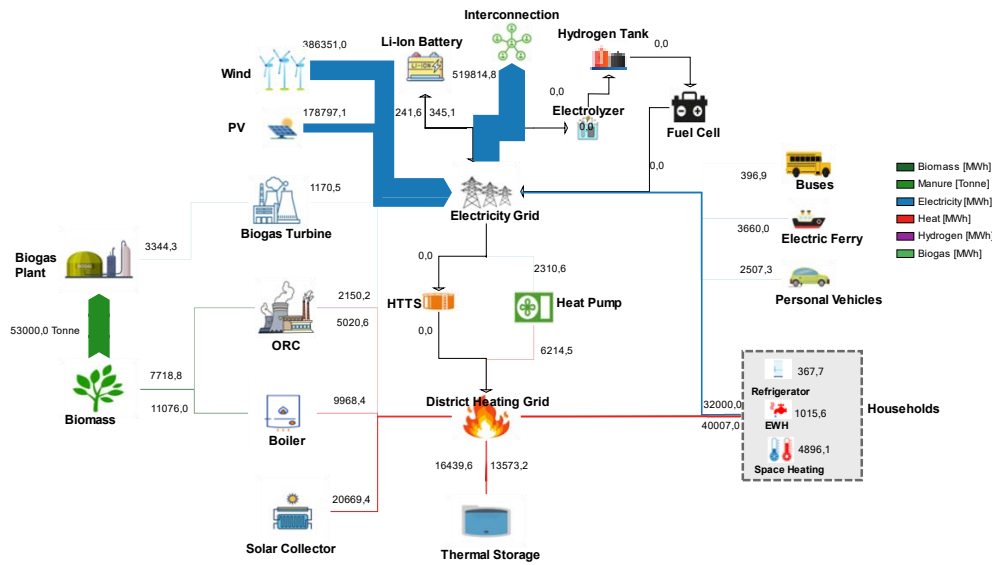 Interconnection
386351,0
Li-Ion Battery
Hydrogen Tank
0,0
LI-ION
Wind
519814,8
178797,1
241,6
345,1
0,0
Electrolyzer
0,0
PV
Fuel Cell
0,0
Buses
396,9
Biomass [MWh]
Manure [Tonne]
Electricity [MWh]
Heat [MWh]
Hydrogen [MWh]
Biogas [MWh]
1170,5
Electricity Grid
Biogas Turbine
Electric Ferry
3660,0
3344,3
Biogas
Plant
0,0
2310,6
2507,3
Personal Vehicles
2150,2
HTTS
Heat Pump
53000,0 Tonne
5020,6
0,0
ORC
6214,5
7718,8
367,7
Refrigerator
Biomass
11076,0
9968,4
District Heating Grid
32000,0
Households
40007,0
1015,6
EWH
Boiler
4896,1
Space Heating
16439,6
13573,2
20669,4
Solar Collector
Thermal Storage